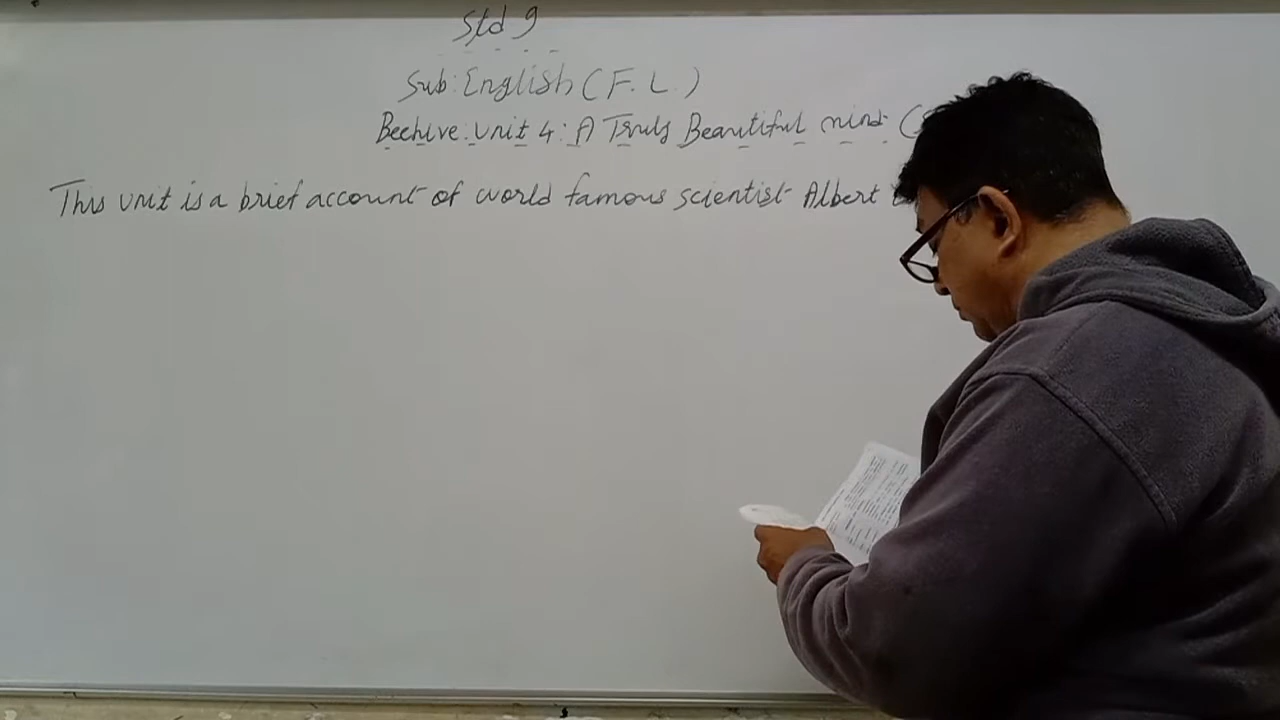 Std 9
Sub: English (F. L.)
Beehive: Unit 4: A Truly Beautiful mind (
This unit is a brief account of world famous scientist Albert